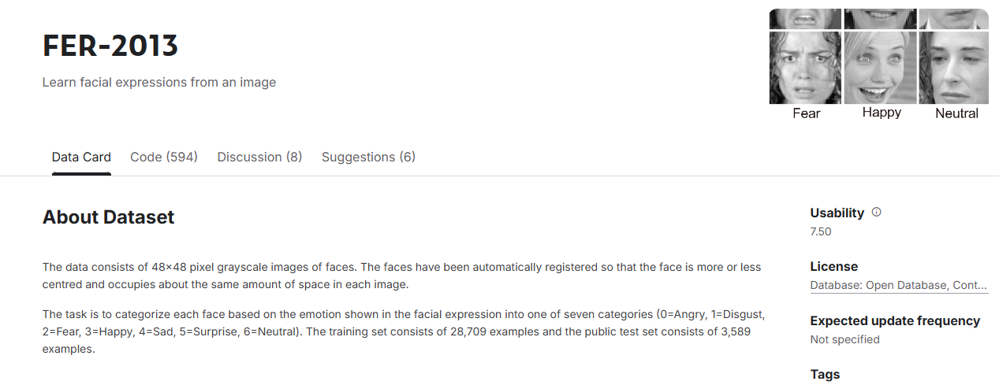 FER-2013
Learn facial expressions from an image
Fear
Happy
Neutral
Data Card
Code (594)
Discussion (8)
Suggestions (6)
About Dataset
The data consists of 48x48 pixel grayscale images of faces. The faces have been automatically registered so that the face is more or less
centred and occupies about the same amount of space in each image.
The task is to categorize each face based on the emotion shown in the facial expression into one of seven categories (0=Angry, 1=Disgust,
2=Fear, 3=Happy, 4=Sad, 5=Surprise, 6=Neutral). The training set consists of 28,709 examples and the public test set consists of 3,589
examples.
Usability
7.50
License
Database: Open Database, Cont...
Expected update frequency
Not specified
Tags